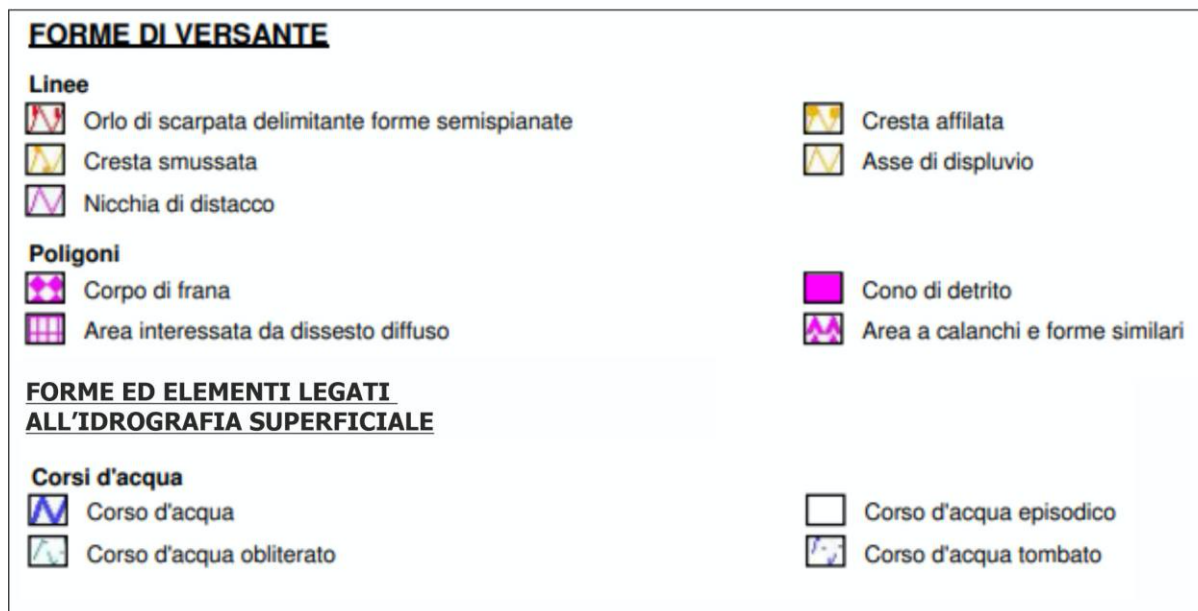 FORME DI VERSANTE
Linee
Orlo di scarpata delimitante forme semispianate
Cresta affilata
Cresta smussata
Asse di displuvio
Nicchia di distacco
Poligoni
Corpo di frana
Cono di detrito
Area interessata da dissesto diffuso
Area a calanchi e forme similari
FORME ED ELEMENTI LEGATI
ALL'IDROGRAFIA SUPERFICIALE
Corsi d'acqua
Corso d'acqua
Corso d'acqua episodico
Corso d'acqua obliterato
Corso d'acqua tombato